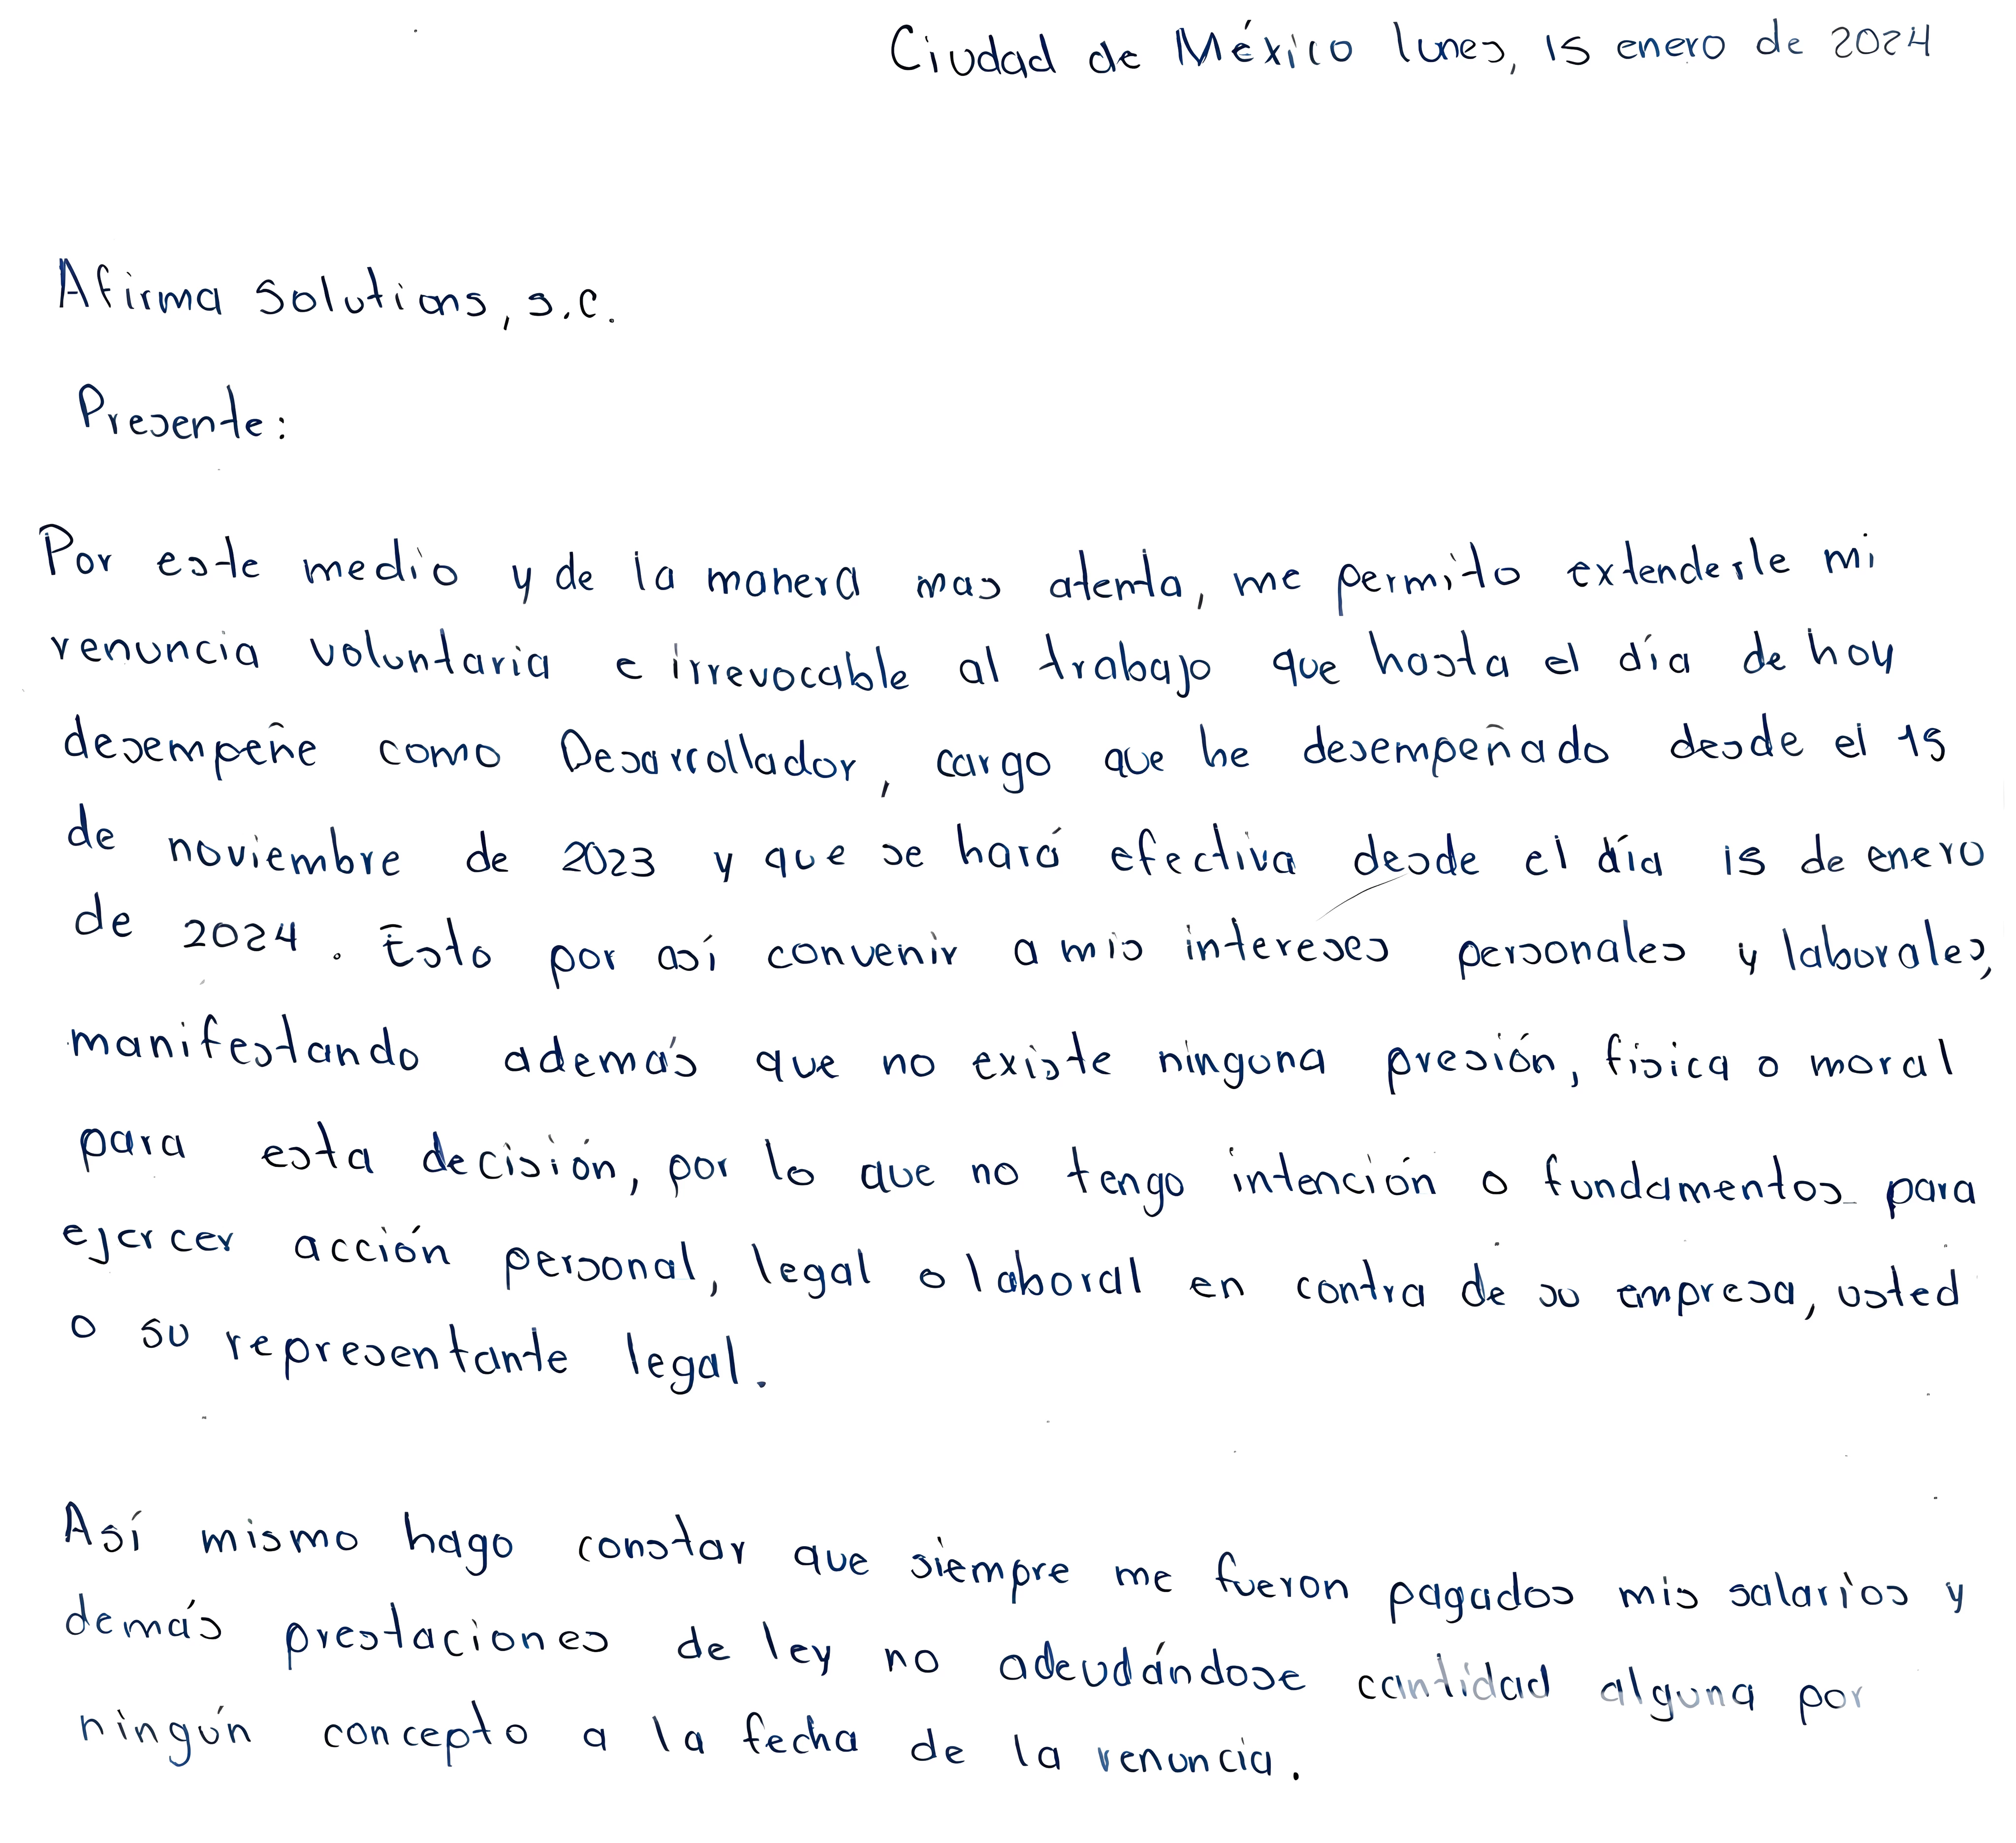 Ciudad de México lunes, 15 enero de 2024
Afirma Solutions, s.c.
Presente:
Por este medio y de la manera mas atenta, me permito extenderle mi
renuncia voluntaria e irrevocable al trabajo que hasta el día de hoy
desempeñe como Desarrollador, cargo que he desempeñado desde el 15
de noviembre de 2023 y que se hará efectiva desde el día 15 de enero
de 2024. Esto por así convenir a mis intereses personales y laborales,
manifestando además que no existe ninguna presión, fisica o moral
para esta decisión, por lo que no tengo intención o fundamentos para
ejercer acción personal, legal o laboral en contra de su empresa, usted
o su representante legal.
Así mismo hago constar que siempre me fueron pagados mis salarios y
demás prestaciones de ley no adeudándose cantidad alguna por
ningún concepto a la fecha de la renuncia.